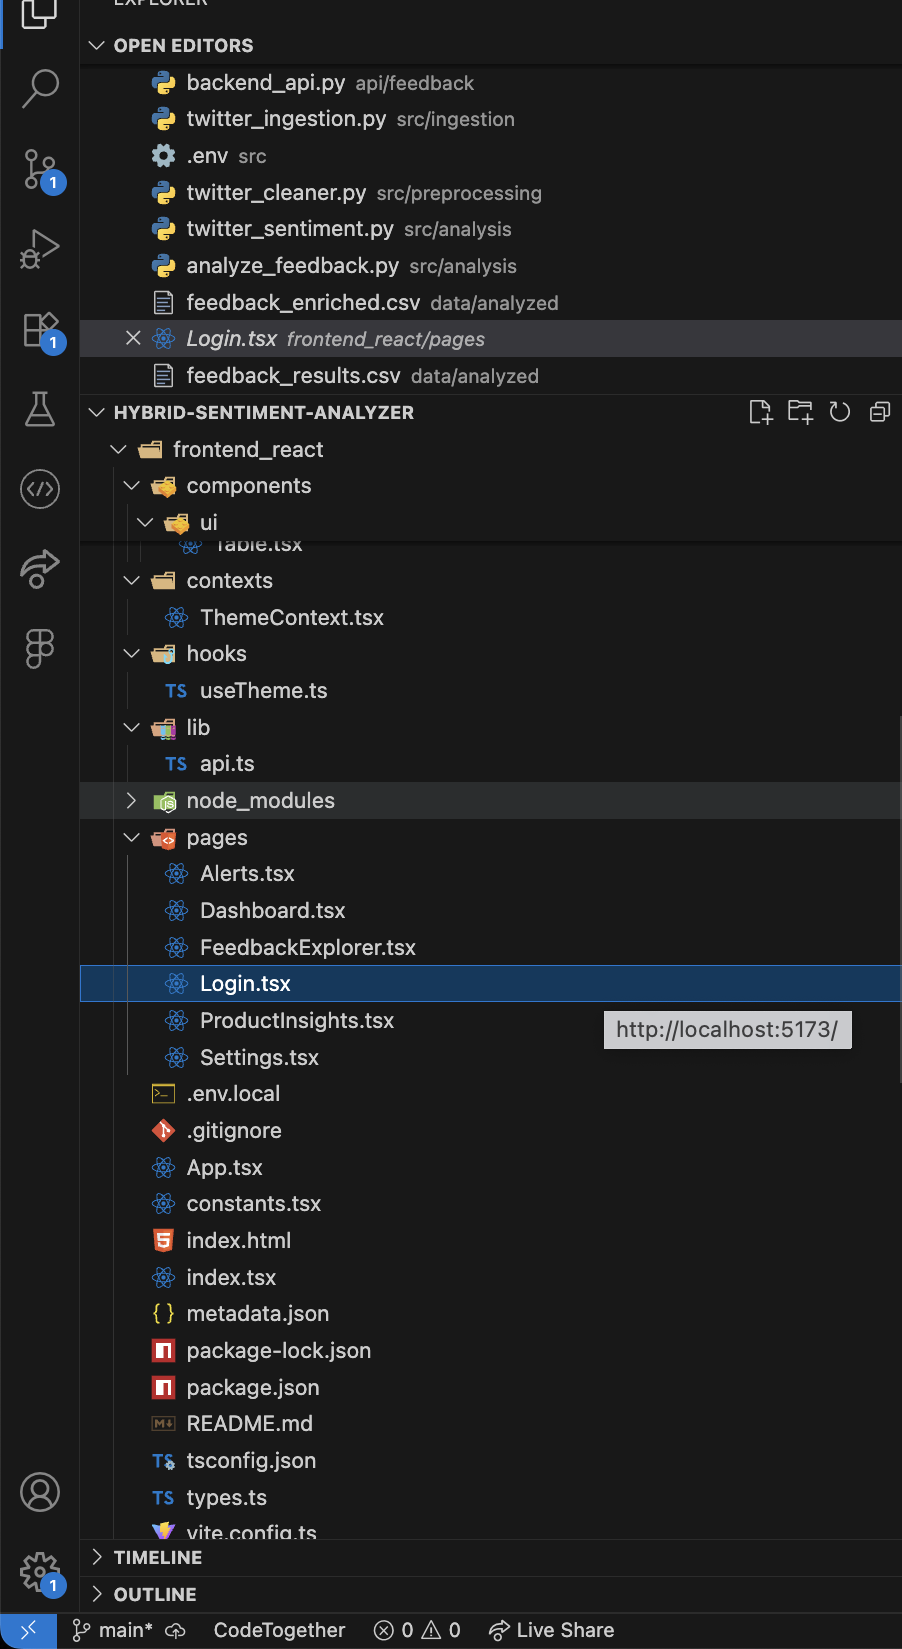 EXPLORER
OPEN EDITORS
backend_api.py api/feedback
twitter_ingestion.py src/ingestion
.env src
twitter_cleaner.py src/preprocessing
twitter_sentiment.py src/analysis
analyze_feedback.py src/analysis
feedback_enriched.csv data/analyzed
Login.tsx frontend_react/pages
feedback_results.csv data/analyzed
HYBRID-SENTIMENT-ANALYZER
frontend_react
components
ui
Table.tsx
contexts
ThemeContext.tsx
hooks
TS useTheme.ts
lib
TS api.ts
node_modules
pages
Alerts.tsx
Dashboard.tsx
FeedbackExplorer.tsx
Login.tsx
ProductInsights.tsx
http://localhost:5173/
Settings.tsx
.env.local
.gitignore
App.tsx
constants.tsx
index.html
index.tsx
metadata.json
package-lock.json
package.json
README.md
TS tsconfig.json
TS types.ts
vite.config.ts
TIMELINE
OUTLINE
1
1
1
main* CodeTogether 0 0 Live Share